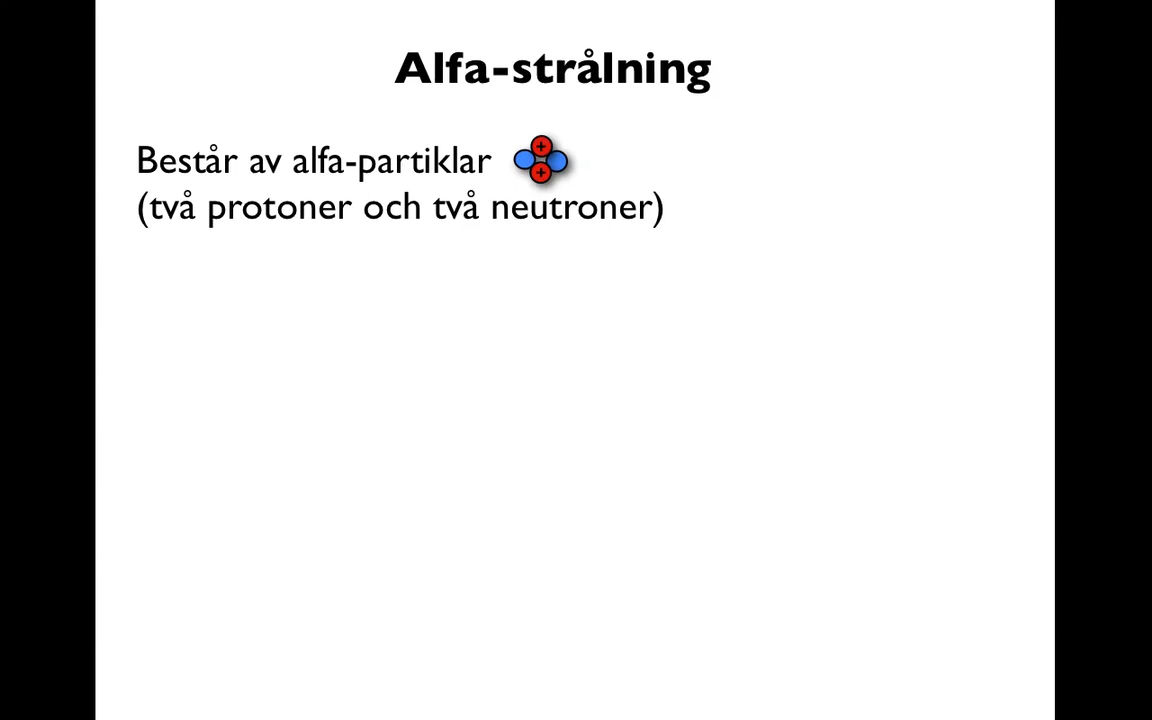 Alfa-strålning
Består av alfa-partiklar
+
+
(två protoner och två neutroner)